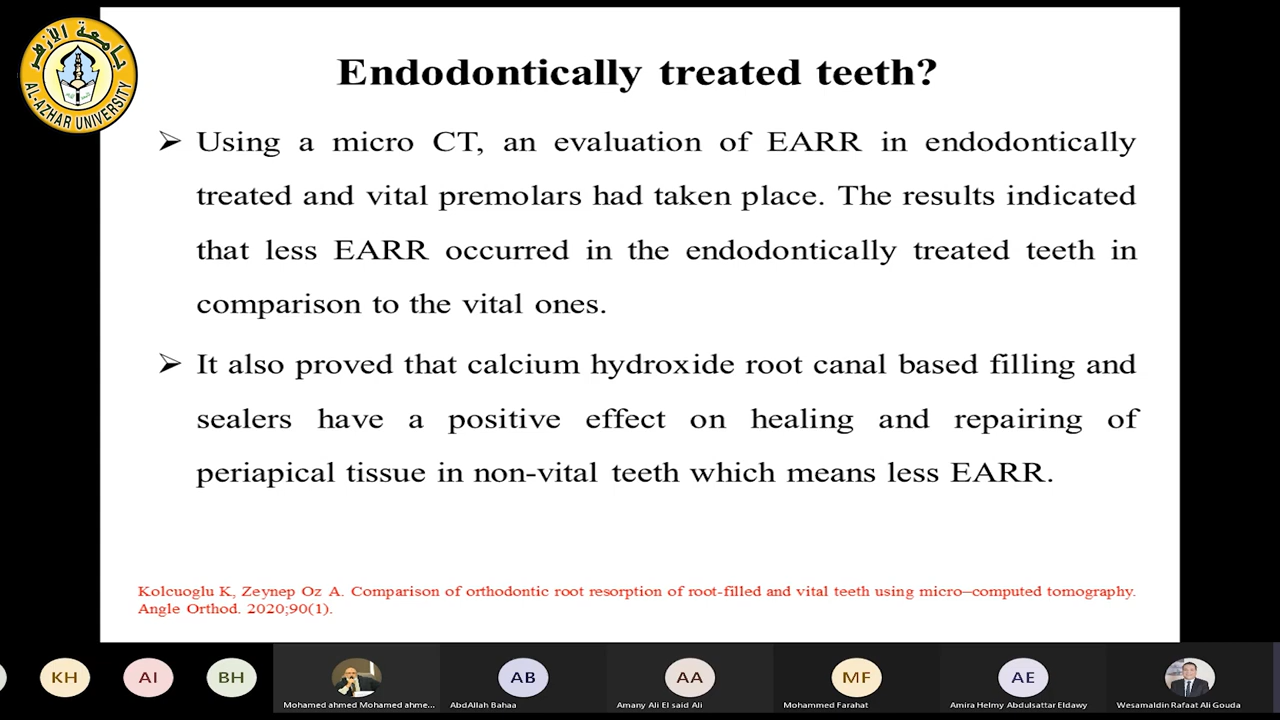 جامعة الأزهر
AL-AZHAR UNIVERSITY
Endodontically treated teeth?
➢ Using a micro CT, an evaluation of EARR in endodontically
treated and vital premolars had taken place. The results indicated
that less EARR occurred in the endodontically treated teeth in
comparison to the vital ones.
➢ It also proved that calcium hydroxide root canal based filling and
sealers have a positive effect on healing and repairing of
periapical tissue in non-vital teeth which means less EARR.
Kolcuoglu K, Zeynep Oz A. Comparison of orthodontic root resorption of root-filled and vital teeth using micro–computed tomography.
Angle Orthod. 2020;90(1).
KH AI BH AB AA MF AE
Mohamed ahmed Mohamed ahme... AbdAllah Bahaa Amany Ali El said Ali Mohammed Farahat Amira Helmy Abdulsattar Eldawy Wesamaldin Rafaat Ali Gouda